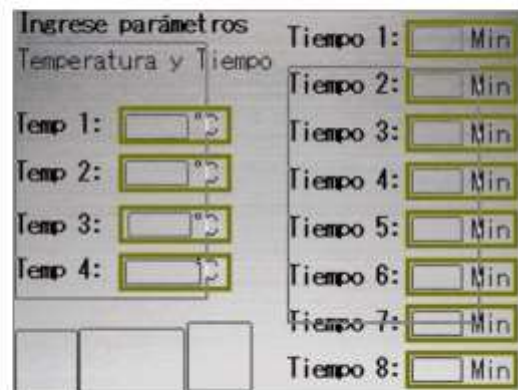 Ingrese parámetros
Temperatura y Tiempo
Temp 1: °C
Temp 2: °C
Temp 3: °C
Temp 4: °C
Tiempo 1: Min
Tiempo 2: Min
Tiempo 3: Min
Tiempo 4: Min
Tiempo 5: Min
Tiempo 6: Min
Tiempo 7: Min
Tiempo 8: Min